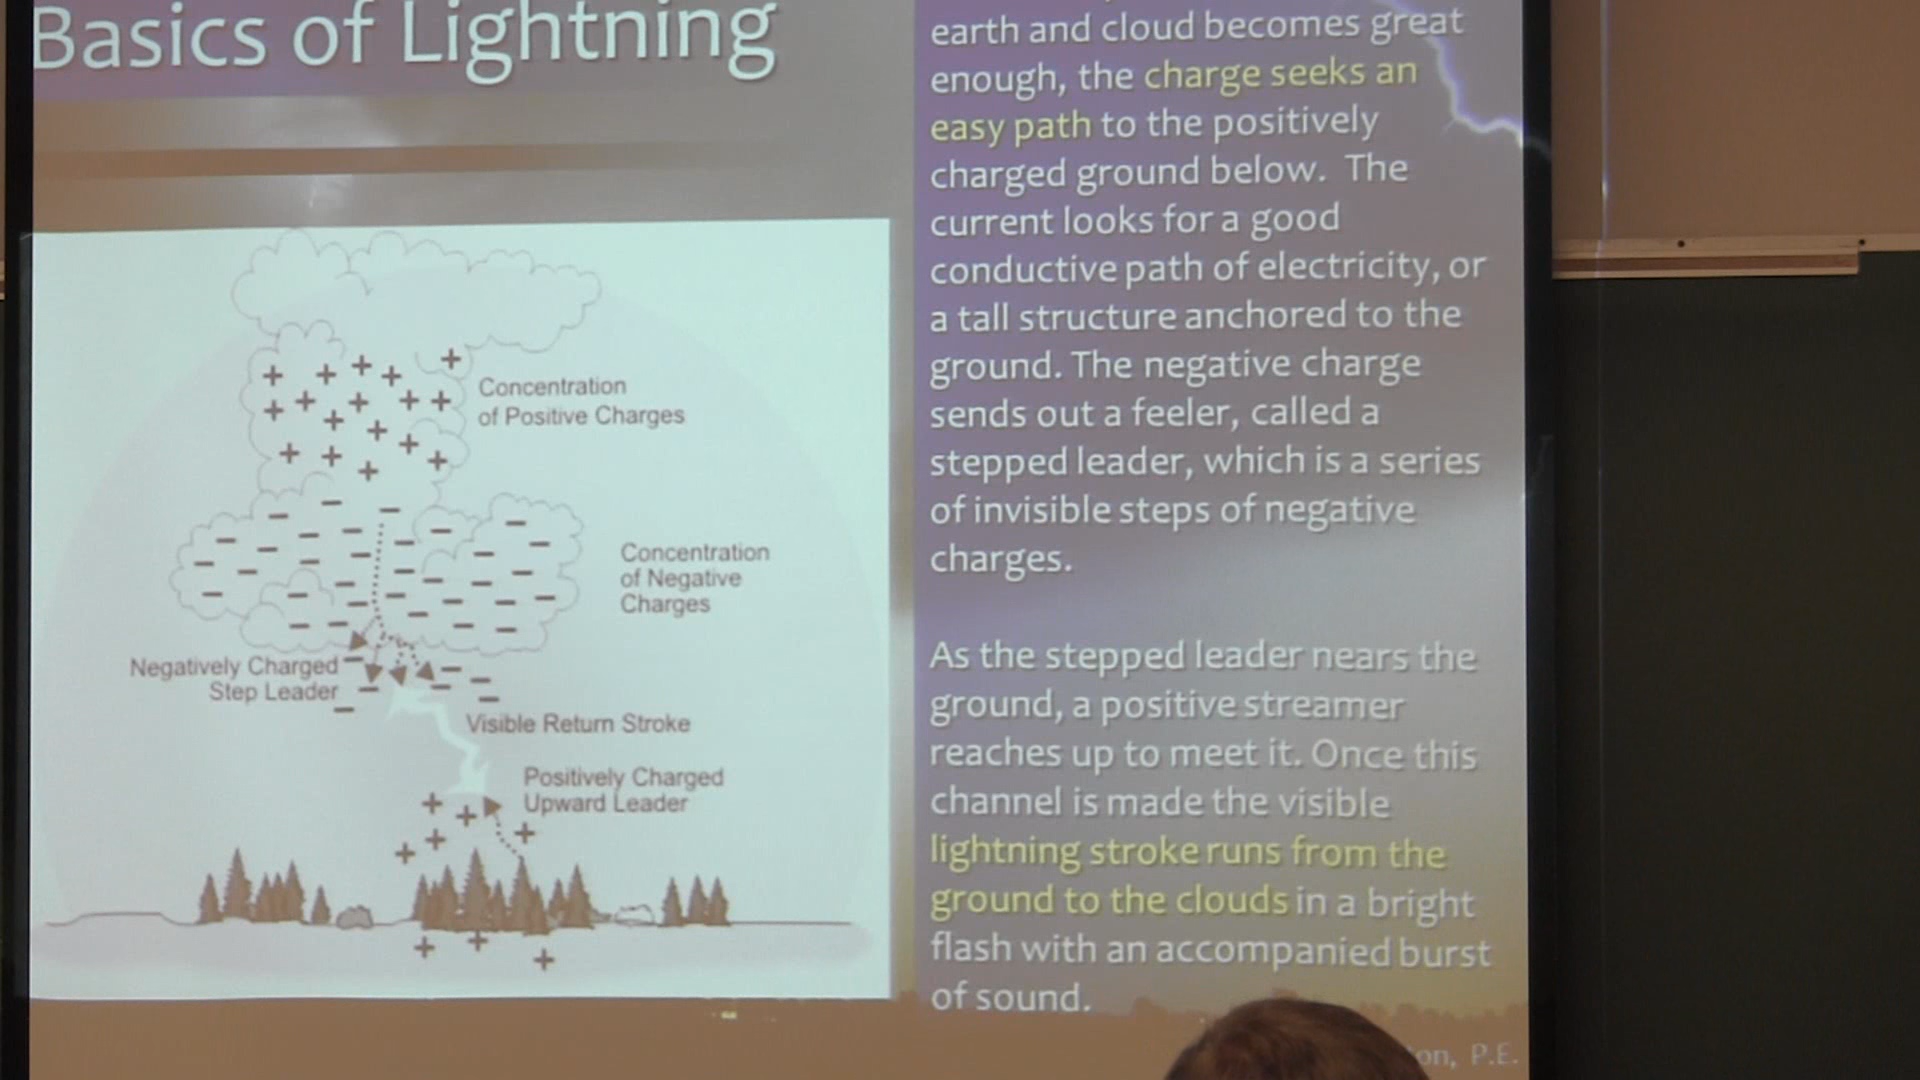 Basics of Lightning
earth and cloud becomes great
enough, the charge seeks an
easy path to the positively
charged ground below. The
current looks for a good
conductive path of electricity, or
a tall structure anchored to the
ground. The negative charge
sends out a feeler, called a
stepped leader, which is a series
of invisible steps of negative
charges.
As the stepped leader nears the
ground, a positive streamer
reaches up to meet it. Once this
channel is made the visible
lightning stroke runs from the
ground to the clouds in a bright
flash with an accompanied burst
of sound.
Concentration
of Positive Charges
Concentration
of Negative
Charges
Negatively Charged
Step Leader
Visible Return Stroke
Positively Charged
Upward Leader
P.E.